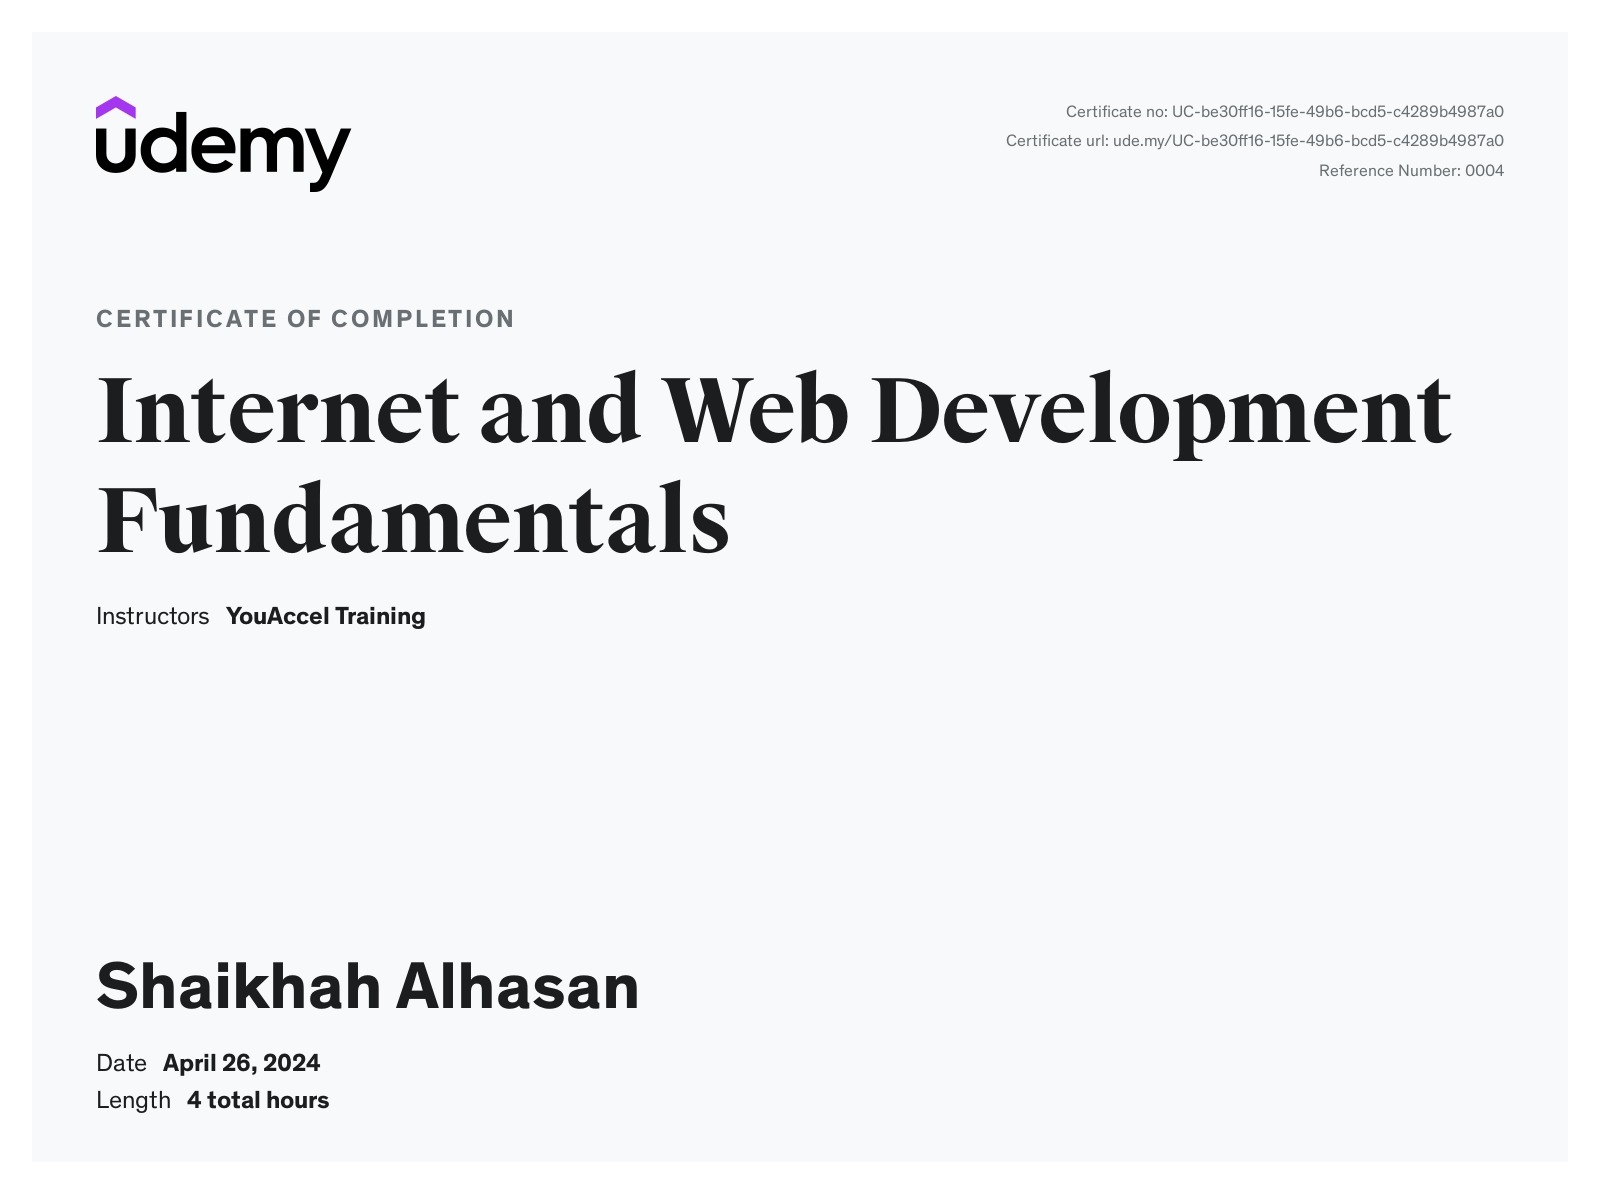 udemy
Certificate no: UC-be30ff16-15fe-49b6-bcd5-c4289b4987a0
Certificate url: ude.my/UC-be30ff16-15fe-49b6-bcd5-c4289b4987a0
Reference Number: 0004
CERTIFICATE OF COMPLETION
Internet and Web Development
Fundamentals
Instructors YouAccel Training
Shaikhah Alhasan
Date April 26, 2024
Length 4 total hours